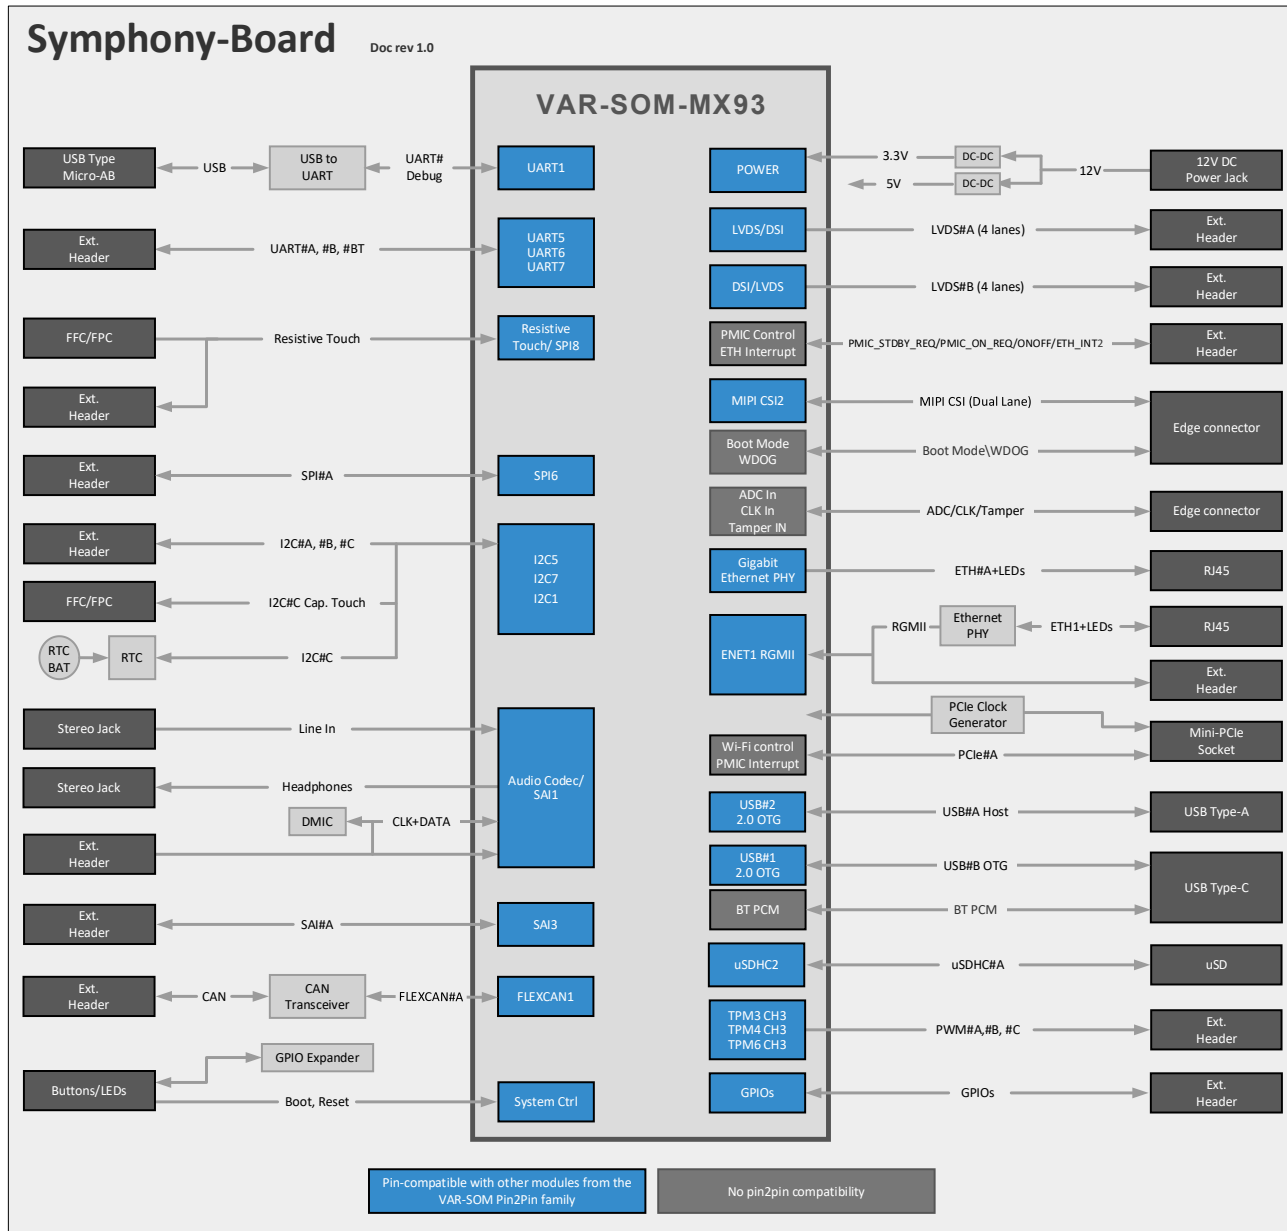 Symphony-Board
Doc rev 1.0
VAR-SOM-MX93
USB Type
Micro-AB
USB
USB to
UART
UART#
Debug
UART1
Ext.
Header
UART#A, #B, #BT
UART5
UART6
UART7
FFC/FPC
Resistive Touch
Resistive
Touch/ SPI8
Ext.
Header
Ext.
Header
SPI#A
SPI6
Ext.
Header
I2C#A, #B, #C
I2C5
I2C7
I2C1
FFC/FPC
I2C#C Cap. Touch
RTC
BAT
RTC
I2C#C
Stereo Jack
Line In
Audio Codec/
SAI1
Stereo Jack
Headphones
DMIC
CLK+DATA
Ext.
Header
Ext.
Header
SAI#A
SAI3
Ext.
Header
CAN
CAN
Transceiver
FLEXCAN#A
FLEXCAN1
GPIO Expander
Buttons/LEDs
Boot, Reset
System Ctrl
POWER
3.3V
DC-DC
5V
DC-DC
12V
12V DC
Power Jack
LVDS/DSI
LVDS#A (4 lanes)
Ext.
Header
DSI/LVDS
LVDS#B (4 lanes)
Ext.
Header
PMIC Control
ETH Interrupt
PMIC_STDBY_REQ/PMIC_ON_REQ/ONOFF/ETH_INT2
Ext.
Header
MIPI CSI2
MIPI CSI (Dual Lane)
Edge connector
Boot Mode
WDOG
Boot Mode\WDOG
ADC In
CLK In
Tamper IN
ADC/CLK/Tamper
Edge connector
Gigabit
Ethernet PHY
ETH#A+LEDs
RJ45
ENET1 RGMII
RGMII
Ethernet
PHY
ETH1+LEDs
RJ45
Ext.
Header
PCIe Clock
Generator
Mini-PCIe
Socket
Wi-Fi control
PMIC Interrupt
PCIe#A
USB#2
2.0 OTG
USB#A Host
USB Type-A
USB#1
2.0 OTG
USB#B OTG
USB Type-C
BT PCM
BT PCM
uSDHC2
uSDHC#A
uSD
TPM3 CH3
TPM4 CH3
TPM6 CH3
PWM#A,#B, #C
Ext.
Header
GPIOs
GPIOs
Ext.
Header
Pin-compatible with other modules from the
VAR-SOM Pin2Pin family
No pin2pin compatibility